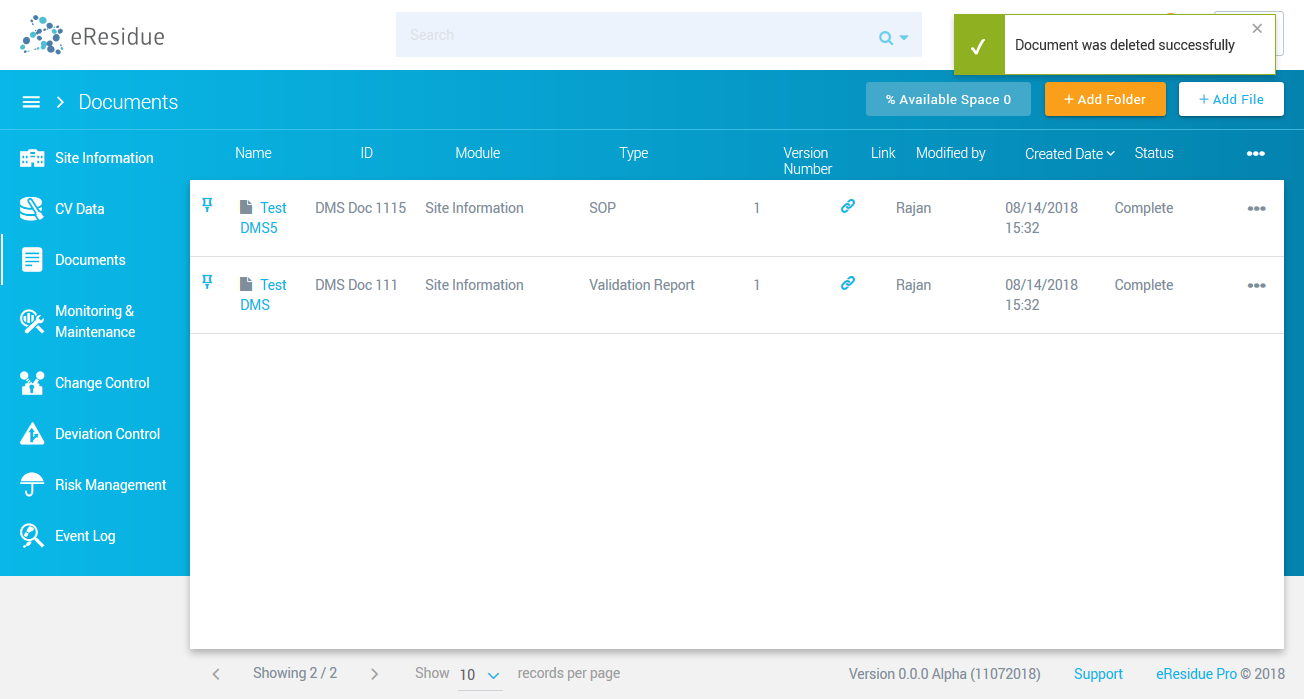 eResidue
Search
Document was deleted successfully
Documents
% Available Space 0
+ Add Folder
+ Add File
Site Information
CV Data
Documents
Monitoring &
Maintenance
Change Control
Deviation Control
Risk Management
Event Log
Name ID Module Type Version Number Link Modified by Created Date Status
Test DMS5 DMS Doc 1115 Site Information SOP 1 Rajan 08/14/2018 15:32 Complete
Test DMS DMS Doc 111 Site Information Validation Report 1 Rajan 08/14/2018 15:32 Complete
Showing 2 / 2
Show 10 records per page
Version 0.0.0 Alpha (11072018)
Support
eResidue Pro © 2018